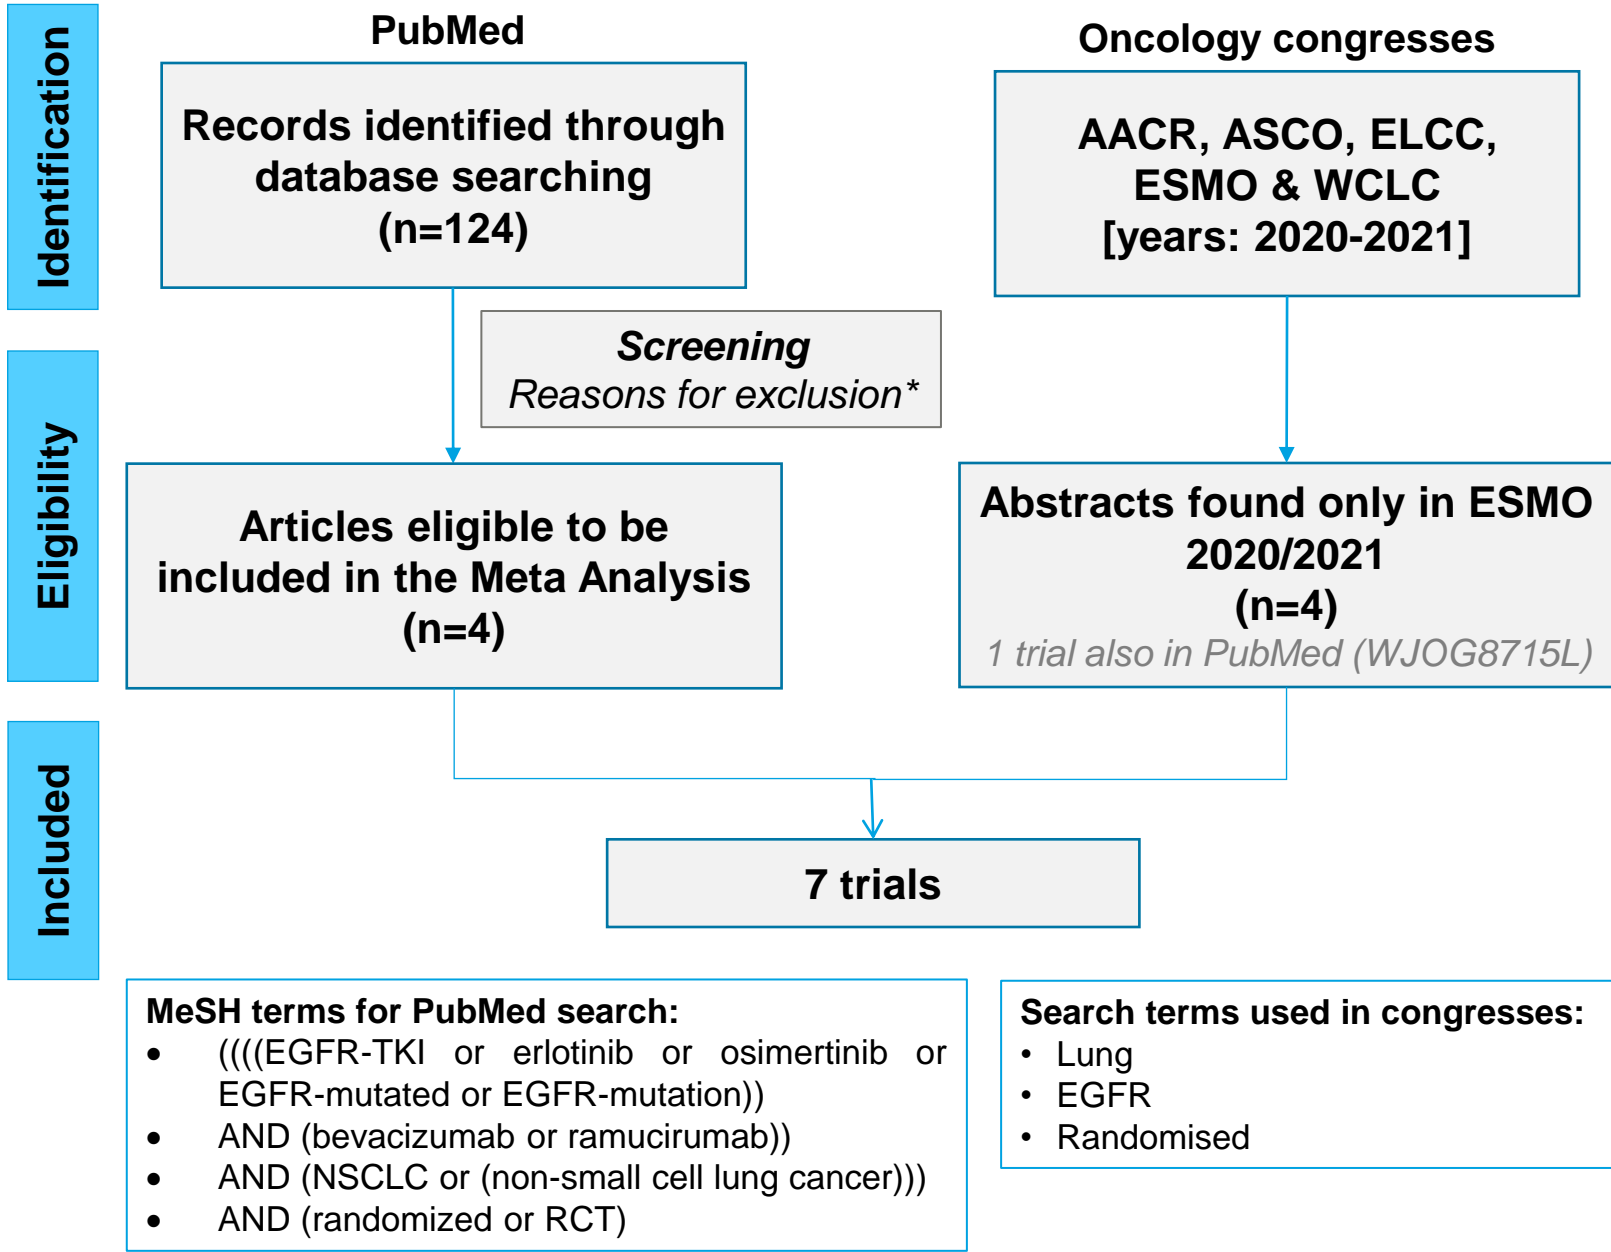 Identification
PubMed
Records identified through
database searching
(n=124)
Oncology congresses
AACR, ASCO, ELCC,
ESMO & WCLC
[years: 2020-2021]
Screening
Reasons for exclusion*
Eligibility
Articles eligible to be
included in the Meta Analysis
(n=4)
Abstracts found only in ESMO
2020/2021
(n=4)
1 trial also in PubMed (WJOG8715L)
Included
7 trials
MeSH terms for PubMed search:
• ((((EGFR-TKI or erlotinib or osimertinib or
EGFR-mutated or EGFR-mutation))
• AND (bevacizumab or ramucirumab))
• AND (NSCLC or (non-small cell lung cancer)))
• AND (randomized or RCT)
Search terms used in congresses:
• Lung
• EGFR
• Randomised